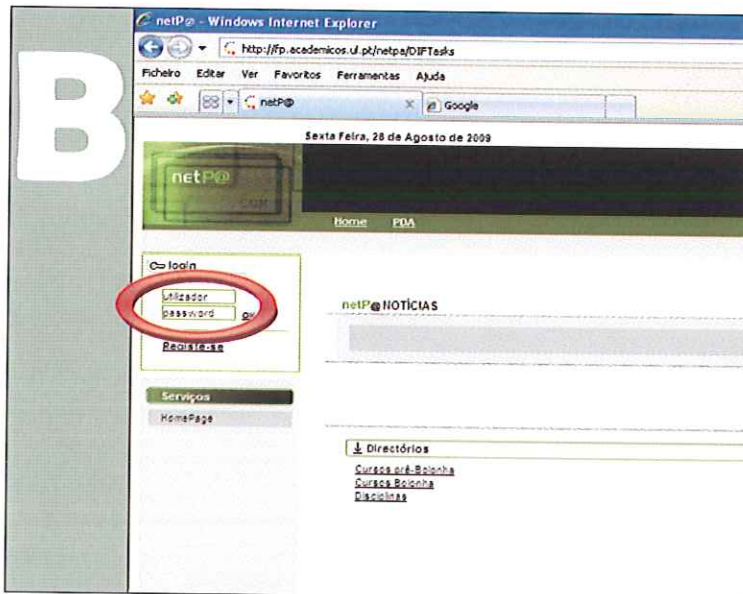 B
netP@ - Windows Internet Explorer
http://fp.academicos.ul.pt/netpa/DIFTasks
Ficheiro Editar Ver Favoritos Ferramentas Ajuda
netP@ Google
Sexta Feira, 28 de Agosto de 2009
netP@
.COM
Home PDA
login
utilizador
password OK
Registe-se
netP@ NOTÍCIAS
Serviços
HomePage
Directórios
Cursos pré-Bolonha
Cursos Bolonha
Disciplinas